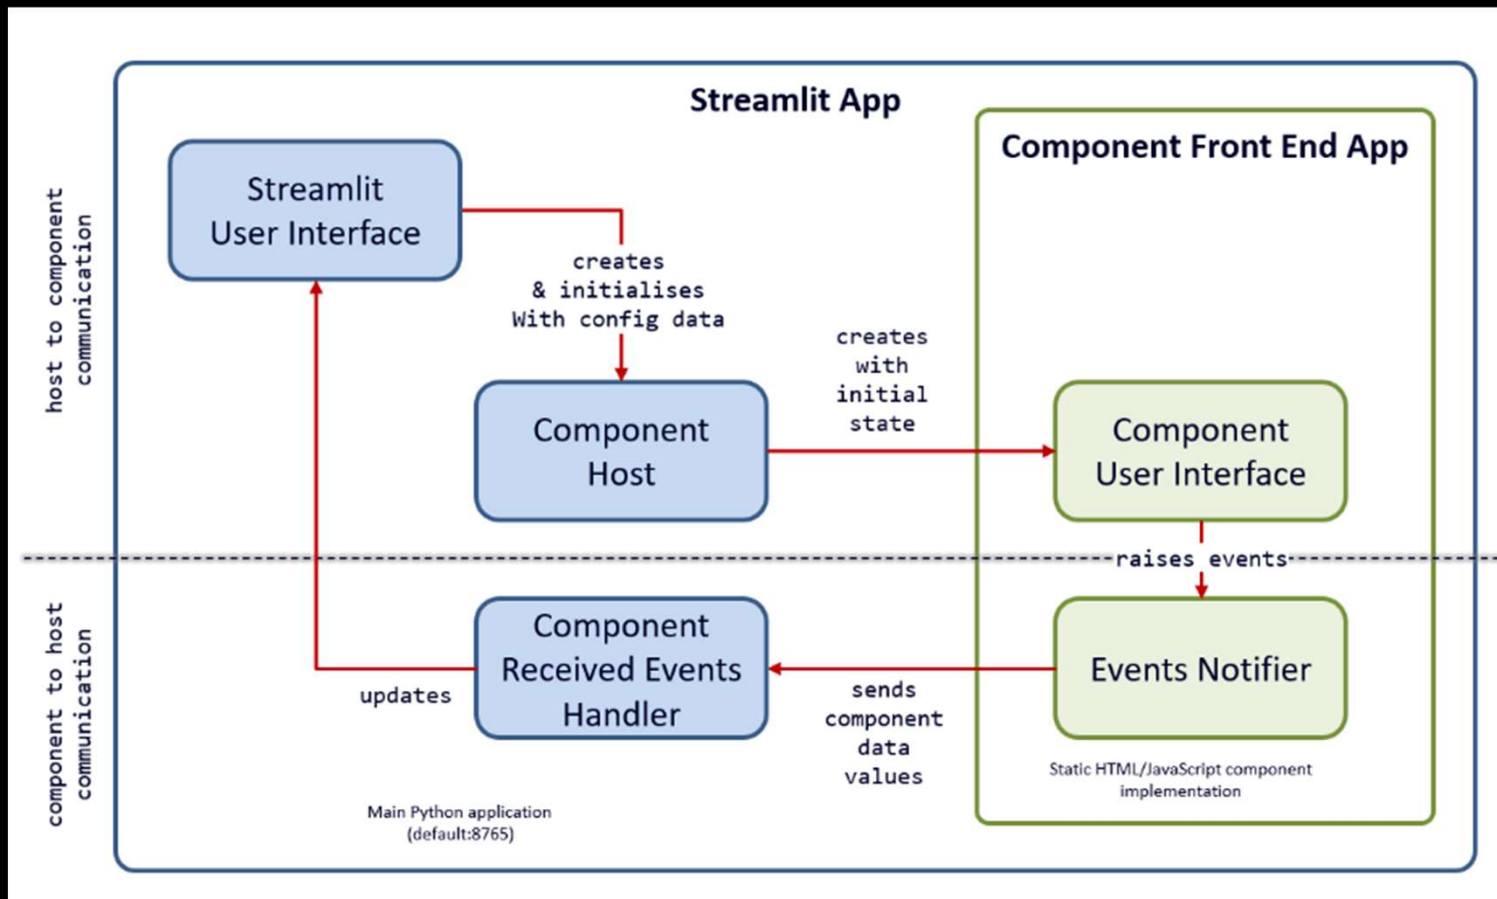 Streamlit App
Component Front End App
Streamlit
User Interface
host to component
communication
creates
& initialises
With config data
creates
with
initial
state
Component
Host
Component
User Interface
raises events
component to host
communication
Component
Received Events
Handler
Events Notifier
updates
sends
component
data
values
Static HTML/JavaScript component
implementation
Main Python application
(default:8765)